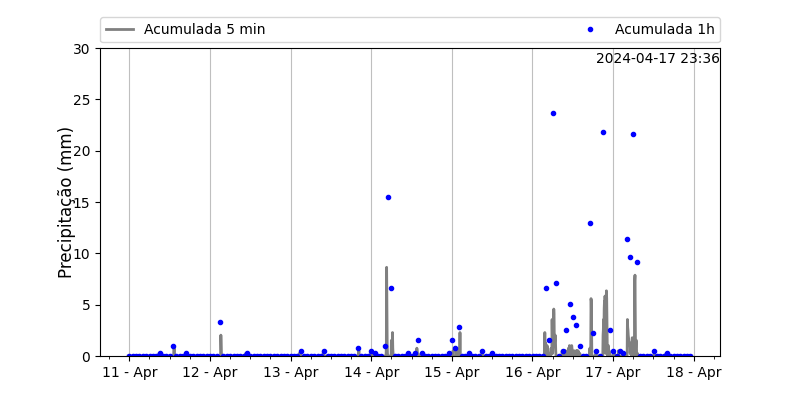 Acumulada 5 min
Acumulada 1h
2024-04-17 23:36
Precipitação (mm)
30
25
20
15
10
5
0
11 - Apr
12 - Apr
13 - Apr
14 - Apr
15 - Apr
16 - Apr
17 - Apr
18 - Apr